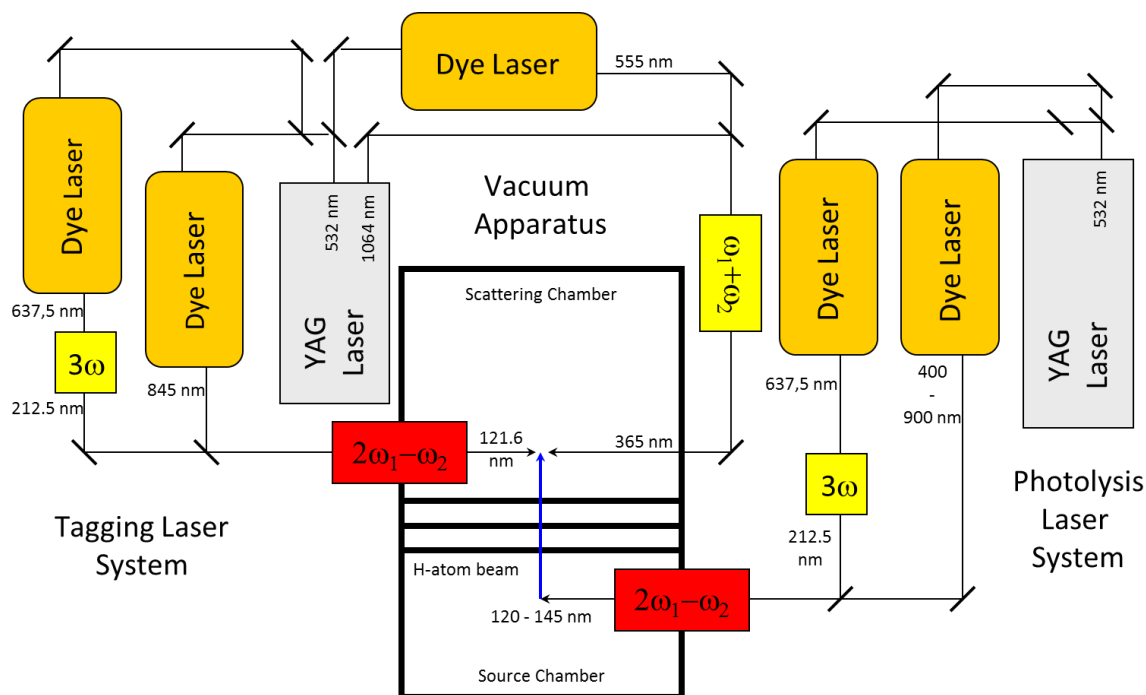 Dye Laser
555 nm
Dye Laser
Dye Laser
532 nm
1064 nm
YAG
Laser
Vacuum
Apparatus
ω₁+ω₂
Dye Laser
Dye Laser
532 nm
YAG
Laser
Scattering Chamber
637,5 nm
3ω
212.5 nm
845 nm
637,5 nm
400
-
900 nm
2ω₁−ω₂
121.6
nm
365 nm
3ω
212.5
nm
Photolysis
Laser
System
Tagging Laser
System
H-atom beam
120 - 145 nm
2ω₁−ω₂
Source Chamber